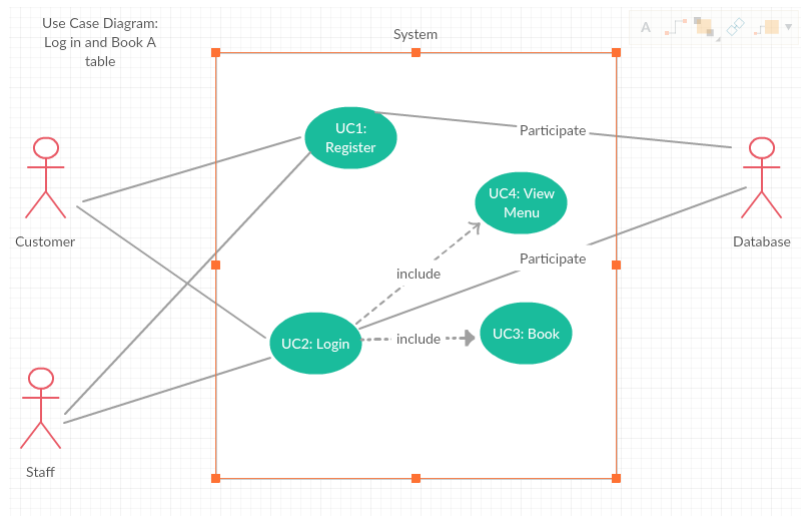 Use Case Diagram:
Log in and Book A
table
System
A
UC1:
Register
Participate
UC4: View
Menu
Customer
Database
Participate
include
UC2: Login
include
UC3: Book
Staff